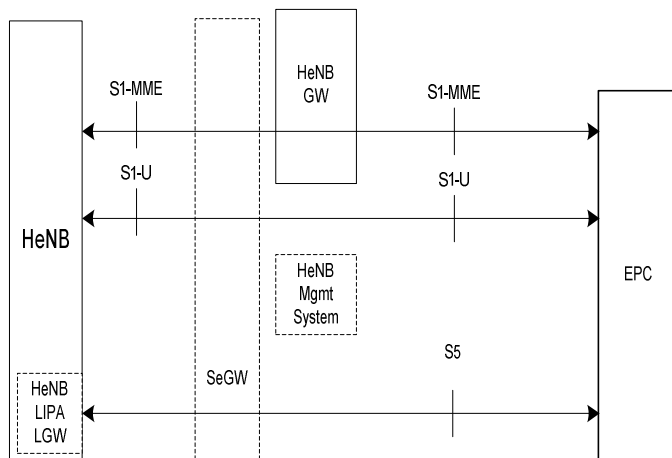 HeNB
GW
S1-MME
S1-MME
S1-U
S1-U
HeNB
HeNB
Mgmt
System
EPC
S5
SeGW
HeNB
LIPA
LGW